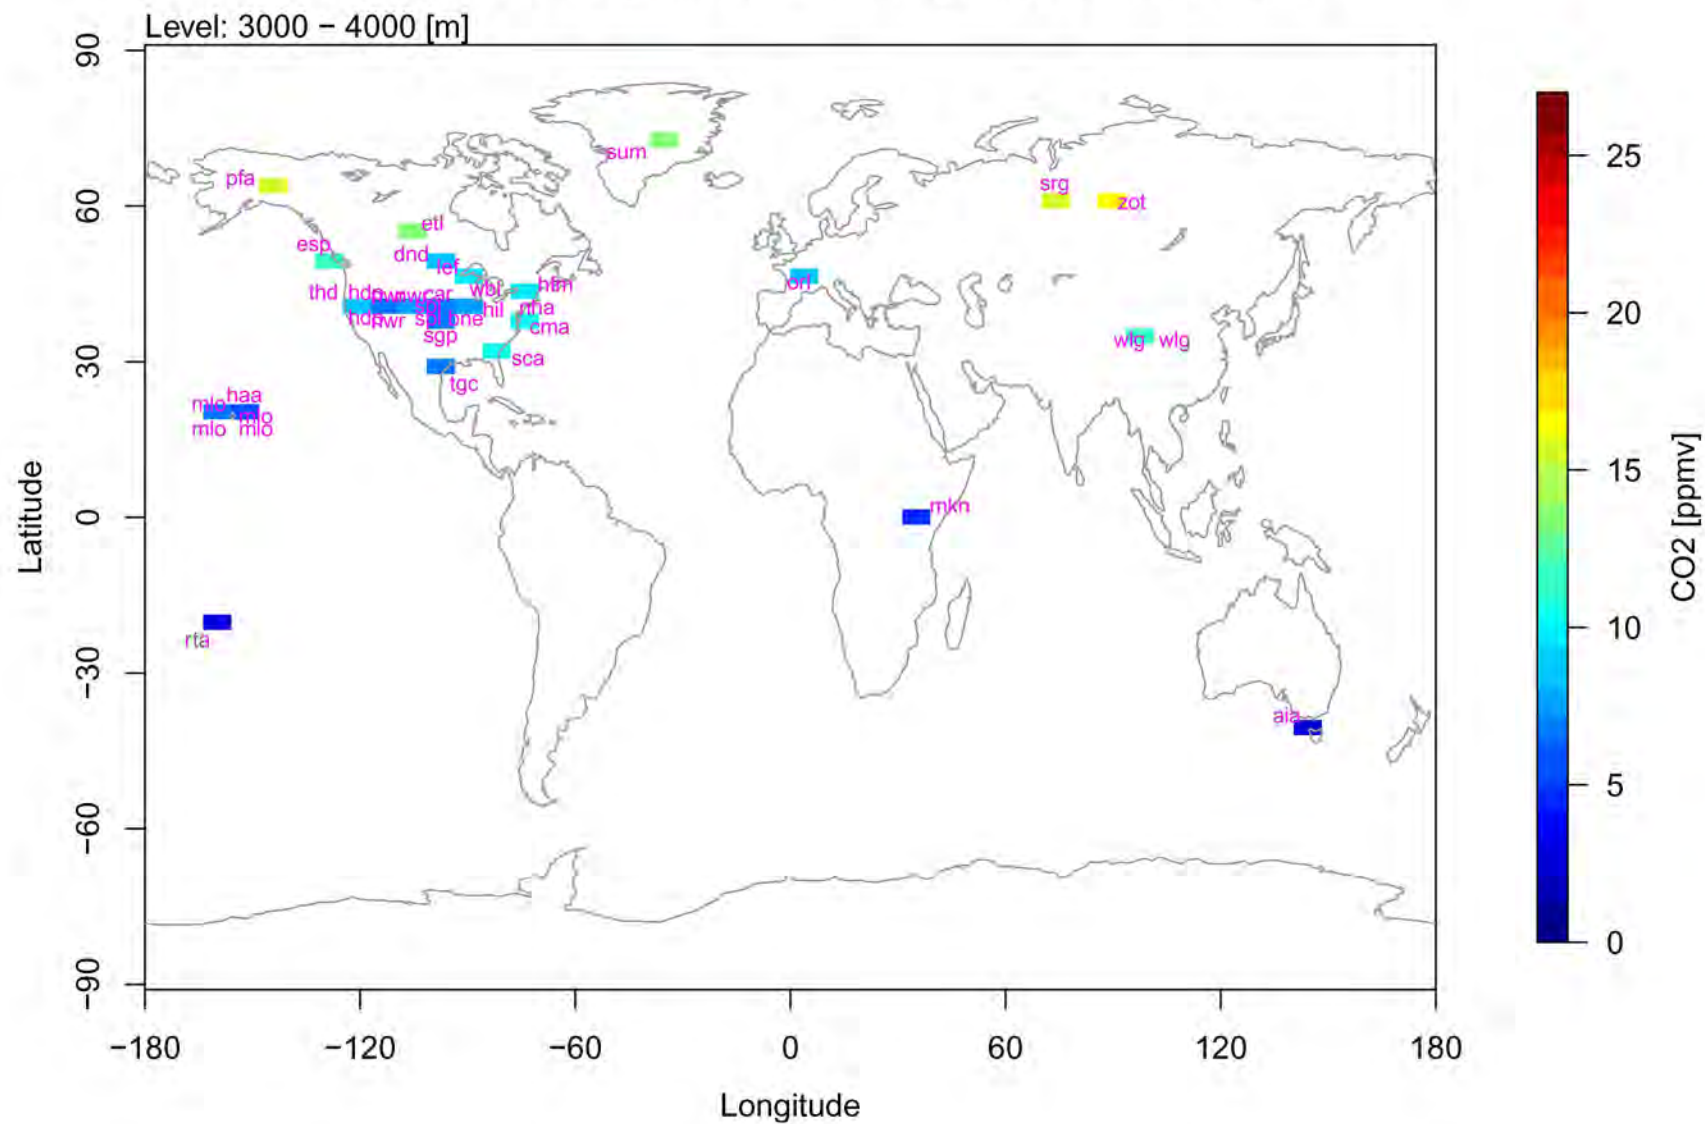 Level: 3000 − 4000 [m]
90
60
30
0
−30
−60
−90
Latitude
sum
pfa
srg
zot
etl
esp
dnd
lef
orl
wbi
hfm
thd
car
hil
nha
wlg
wlg
nwr
bne
cma
sgp
sca
tgc
haa
mlo
mlo
mlo
mlo
mkn
rta
aia
−180
−120
−60
0
60
120
180
Longitude
25
20
15
10
5
0
CO2 [ppmv]